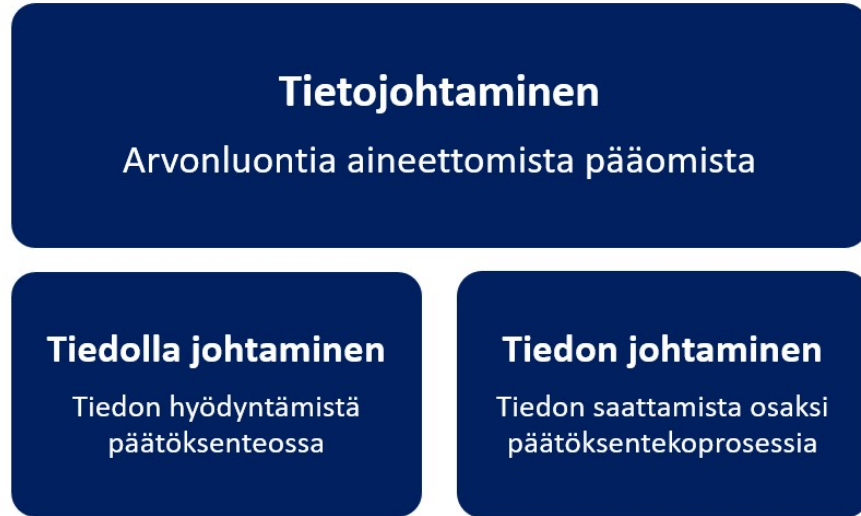 Tietojohtaminen
Arvonluontia aineettomista pääomista
Tiedolla johtaminen
Tiedon hyödyntämistä
päätöksenteossa
Tiedon johtaminen
Tiedon saattamista osaksi
päätöksentekoprosessia